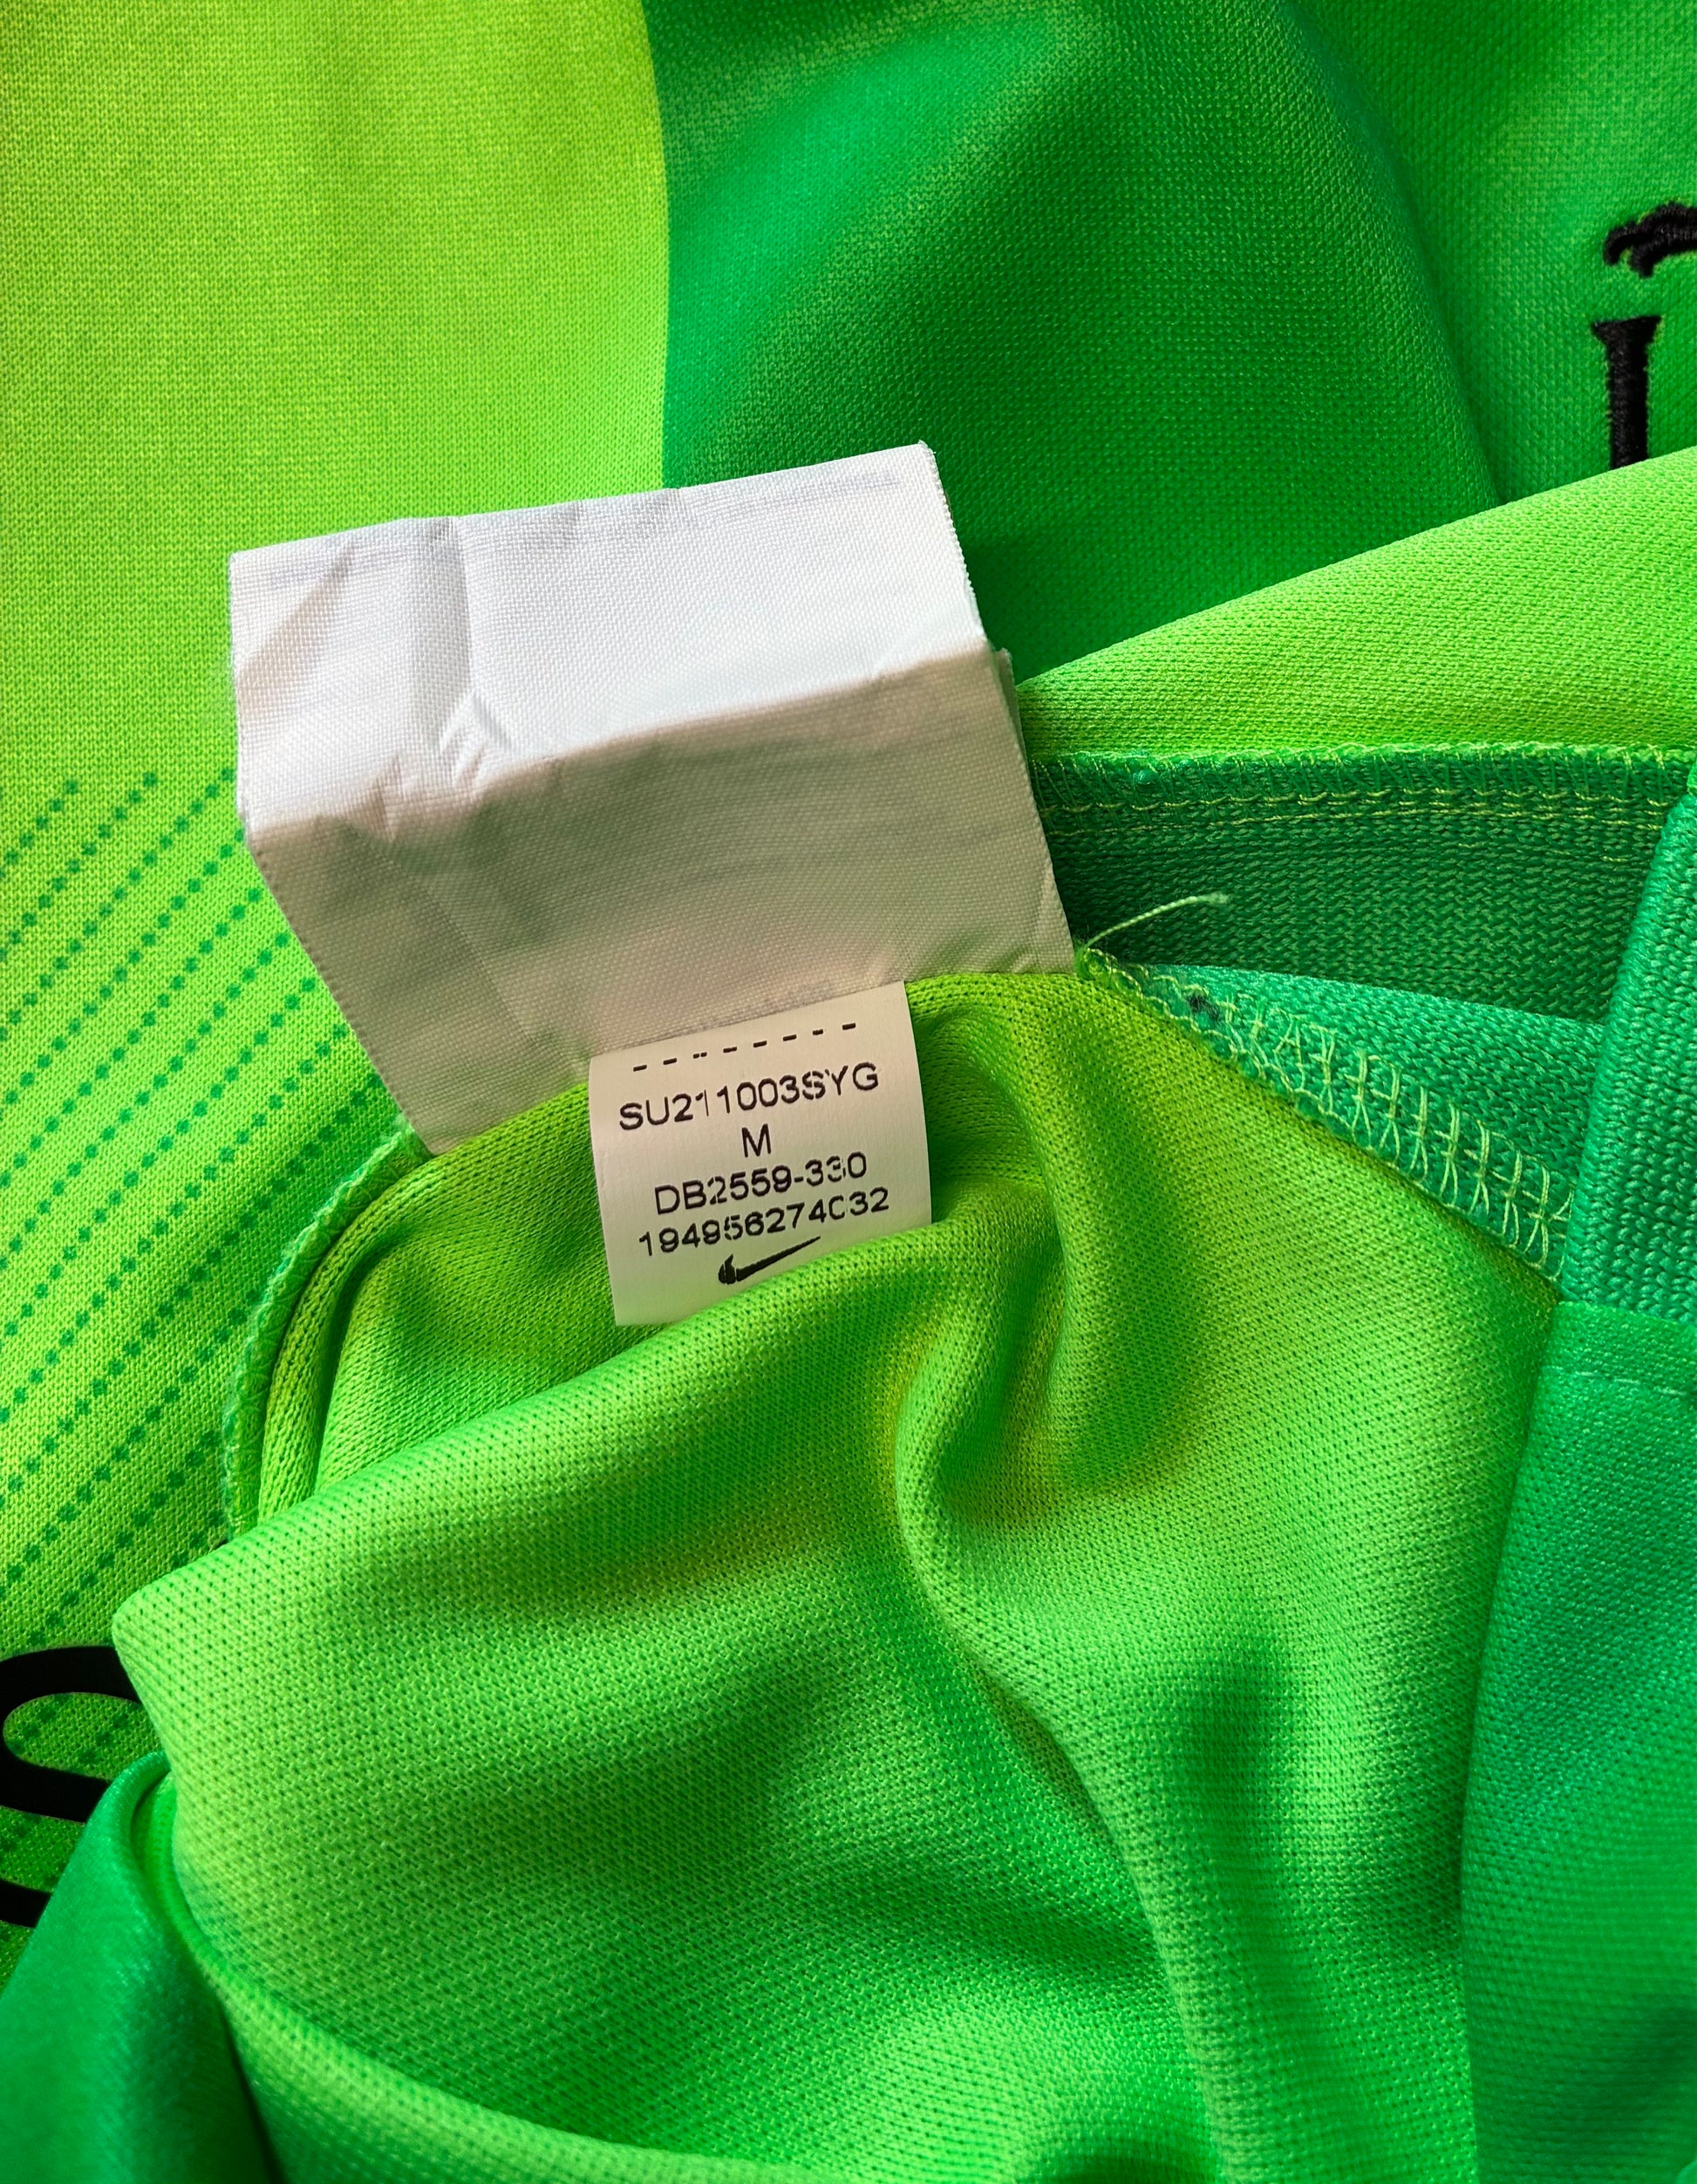 --------
SU211003SYG
M
DB2559-330
194956274032